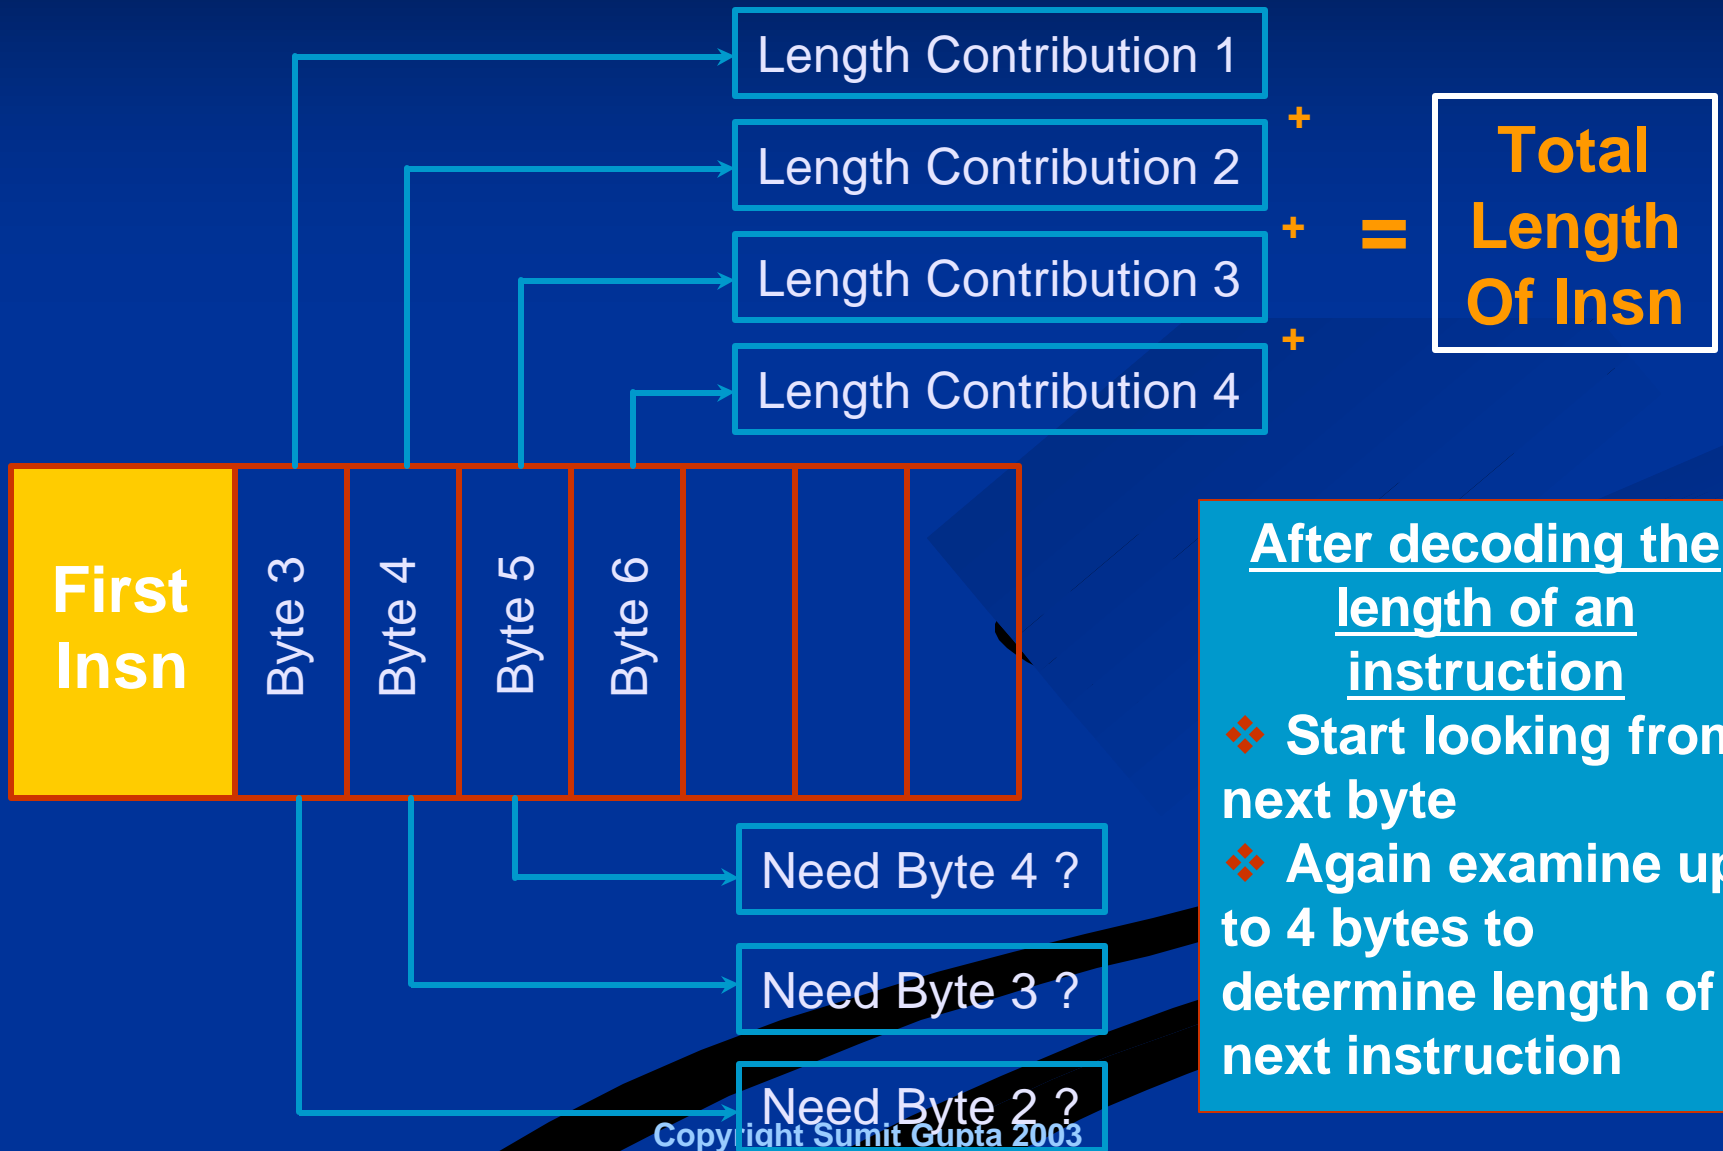 Length Contribution 1
+
Length Contribution 2
+
Length Contribution 3
+
Length Contribution 4
=
Total
Length
Of Insn
First
Insn
Byte 3
Byte 4
Byte 5
Byte 6
Need Byte 4 ?
Need Byte 3 ?
Need Byte 2 ?
After decoding the
length of an
instruction
❖ Start looking from
next byte
❖ Again examine up
to 4 bytes to
determine length of
next instruction
Copyright Sumit Gupta 2003